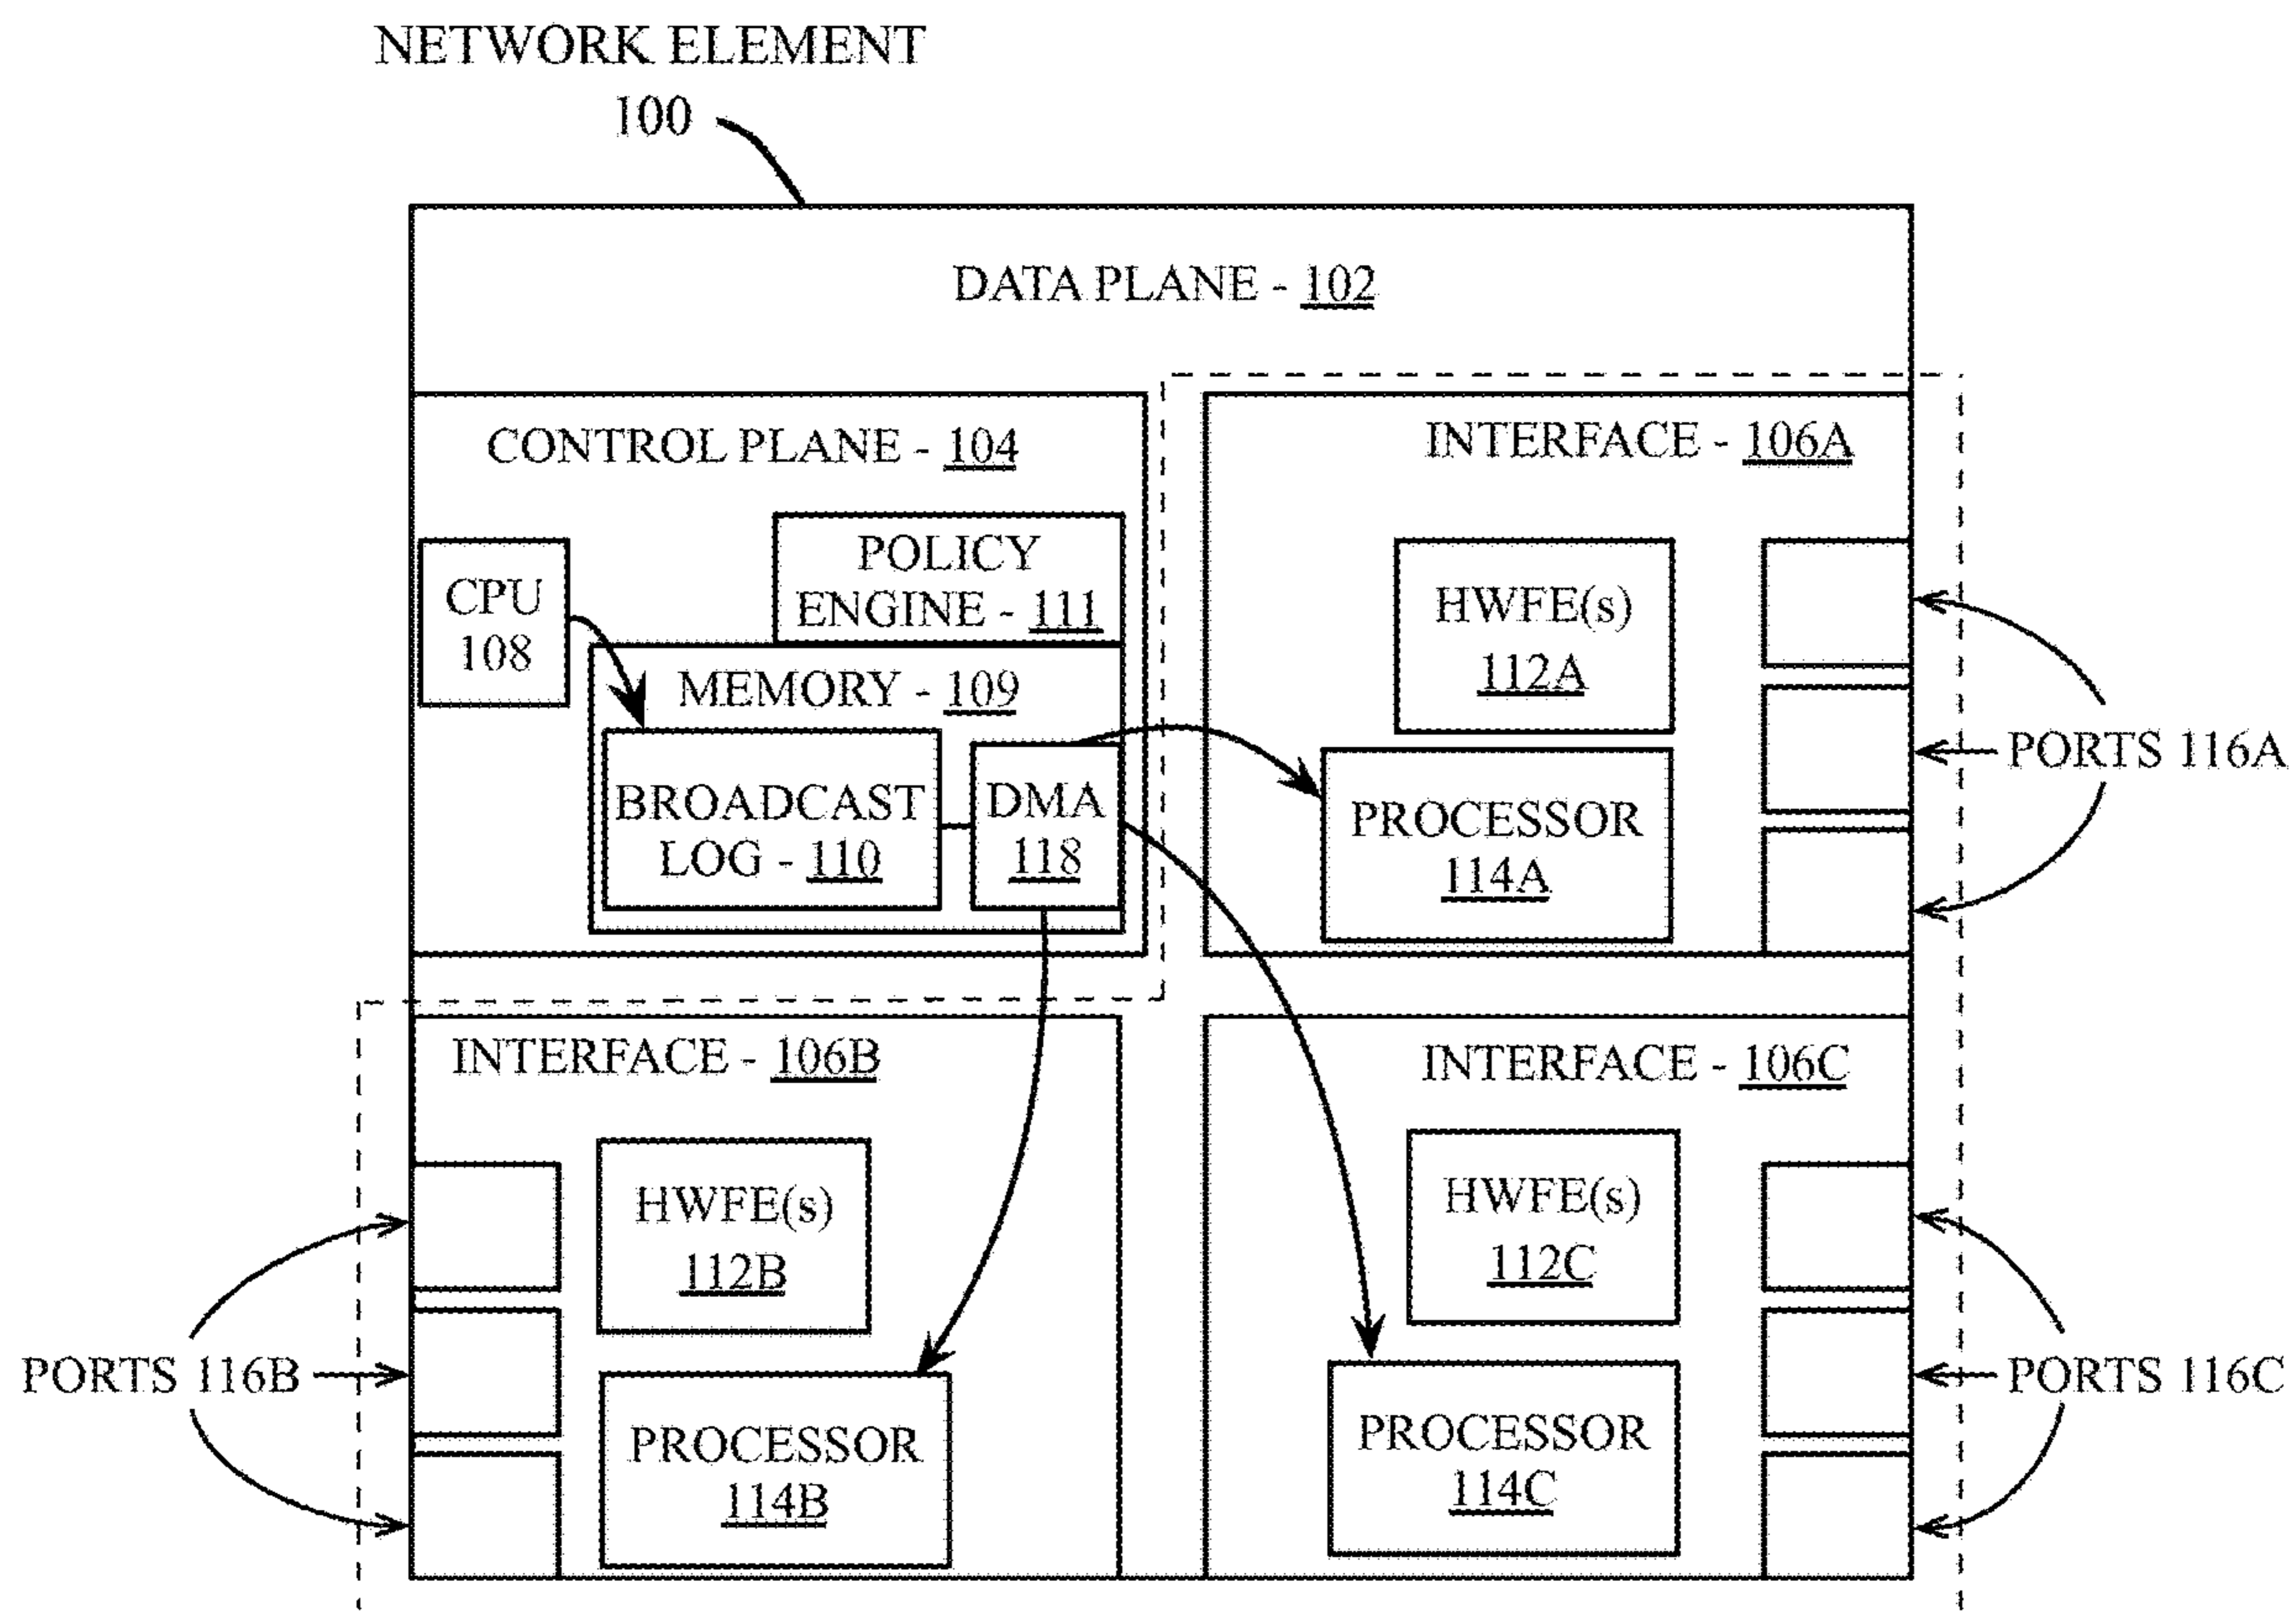 NETWORK ELEMENT
100
DATA PLANE - 102
CONTROL PLANE - 104
POLICY
ENGINE - 111
CPU
108
MEMORY - 109
BROADCAST
LOG - 110
DMA
118
INTERFACE - 106A
HWFE(s)
112A
PROCESSOR
114A
PORTS 116A
INTERFACE - 106B
HWFE(s)
112B
PROCESSOR
114B
PORTS 116B
INTERFACE - 106C
HWFE(s)
112C
PROCESSOR
114C
PORTS 116C